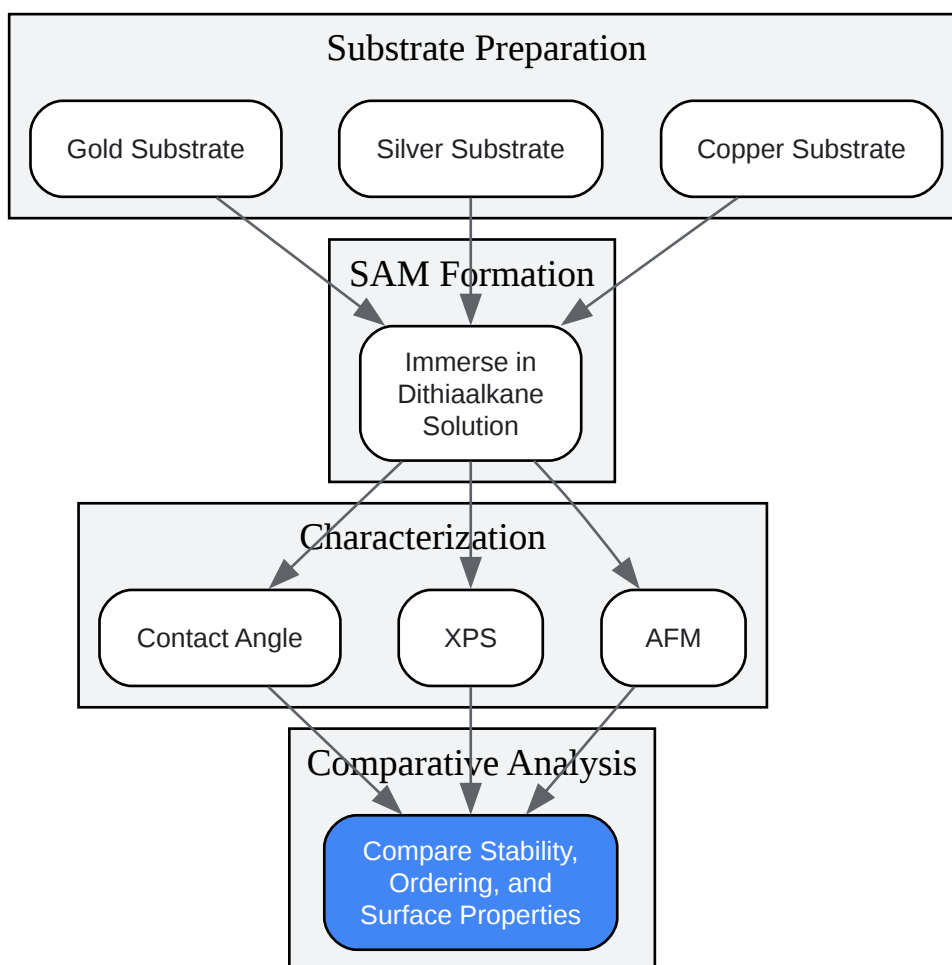 Substrate Preparation
Gold Substrate
Silver Substrate
Copper Substrate
SAM Formation
Immerse in
Dithiaalkane
Solution
Characterization
Contact Angle
XPS
AFM
Comparative Analysis
Compare Stability,
Ordering, and
Surface Properties